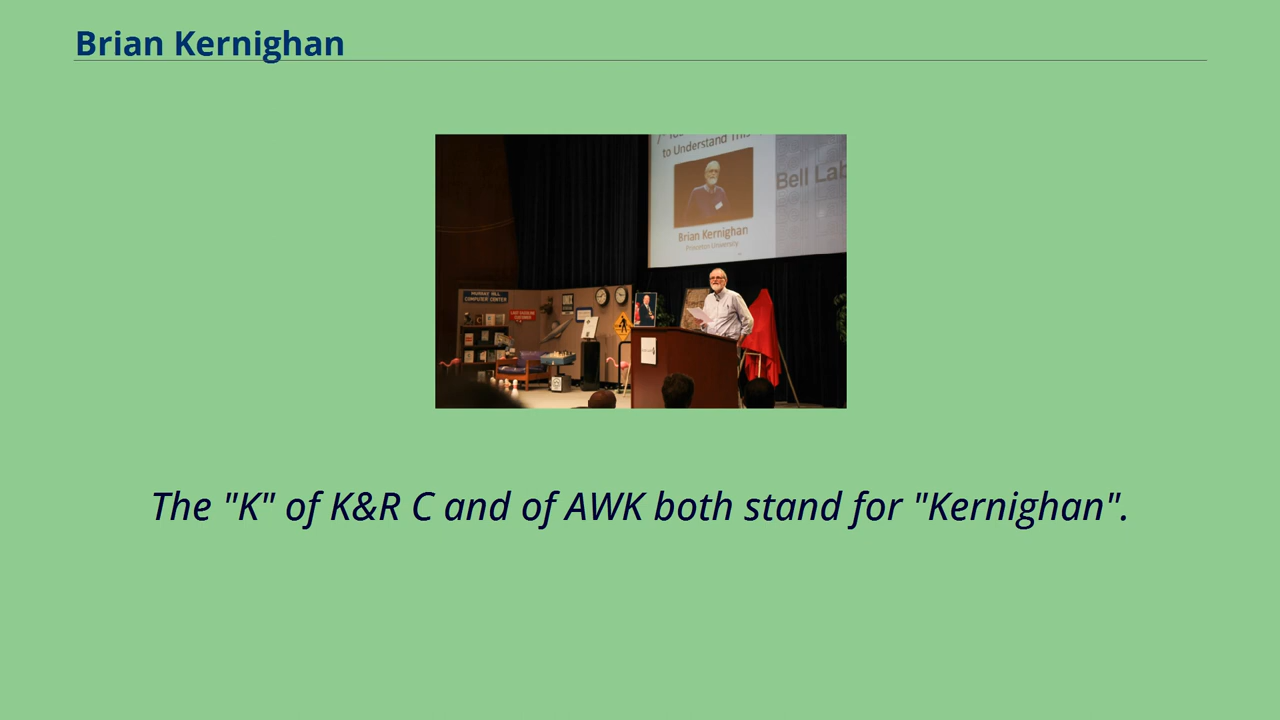 Brian Kernighan
to Understand This
Bell Lab
Brian Kernighan
Princeton University
MURRAY HILL
COMPUTER CENTER
The "K" of K&R C and of AWK both stand for "Kernighan".